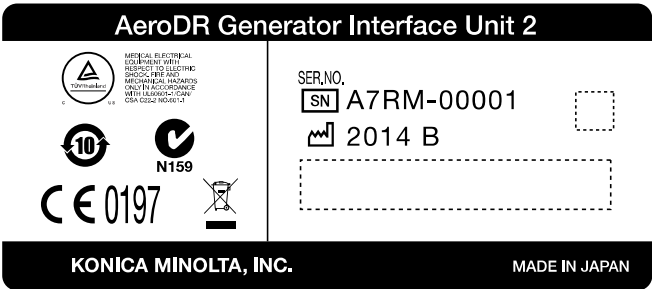 AeroDR Generator Interface Unit 2
TÜVRheinland
C US
MEDICAL ELECTRICAL
EQUIPMENT WITH
RESPECT TO ELECTRIC
SHOCK, FIRE AND
MECHANICAL HAZARDS
ONLY IN ACCORDANCE
WITH UL60601-1/CAN/
CSA C22.2 NO.601.1
10
N159
CE 0197
SER.NO.
SN A7RM-00001
2014 B
KONICA MINOLTA, INC.
MADE IN JAPAN